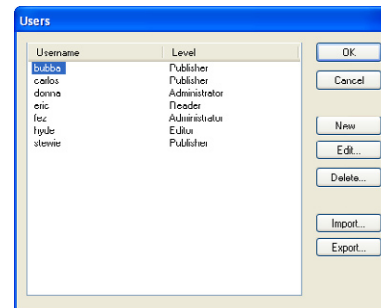 Users
Username Level
bubba Publisher
carlos Publisher
donna Administrator
eric Reader
fez Administrator
hyde Editor
stewie Publisher
OK
Cancel
New
Edit...
Delete...
Import...
Export...